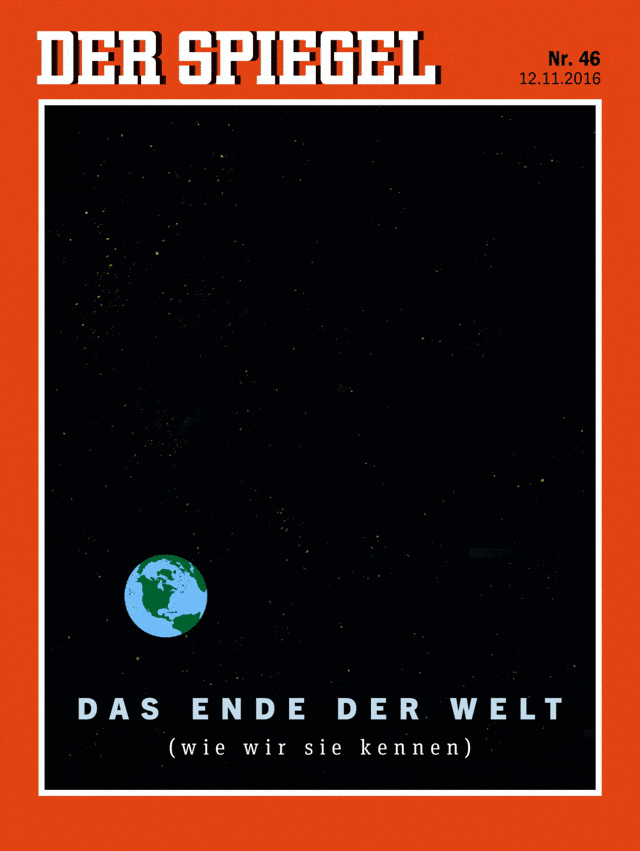 DER SPIEGEL
Nr. 46
12.11.2016
DAS ENDE DER WELT
(wie wir sie kennen)